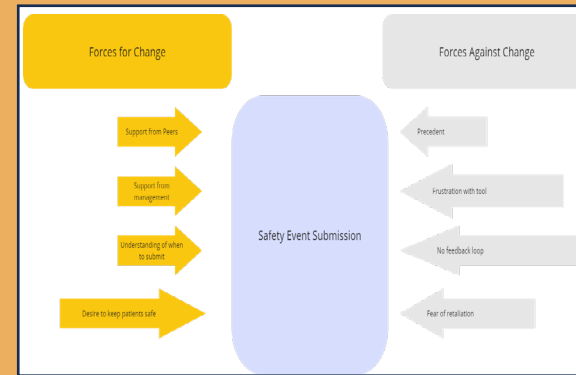 Forces for Change
Forces Against Change
Support from Peers
Precedent
Support from
management
Frustration with tool
Understanding of when
to submit
Safety Event Submission
No feedback loop
Desire to keep patients safe
Fear of retaliation